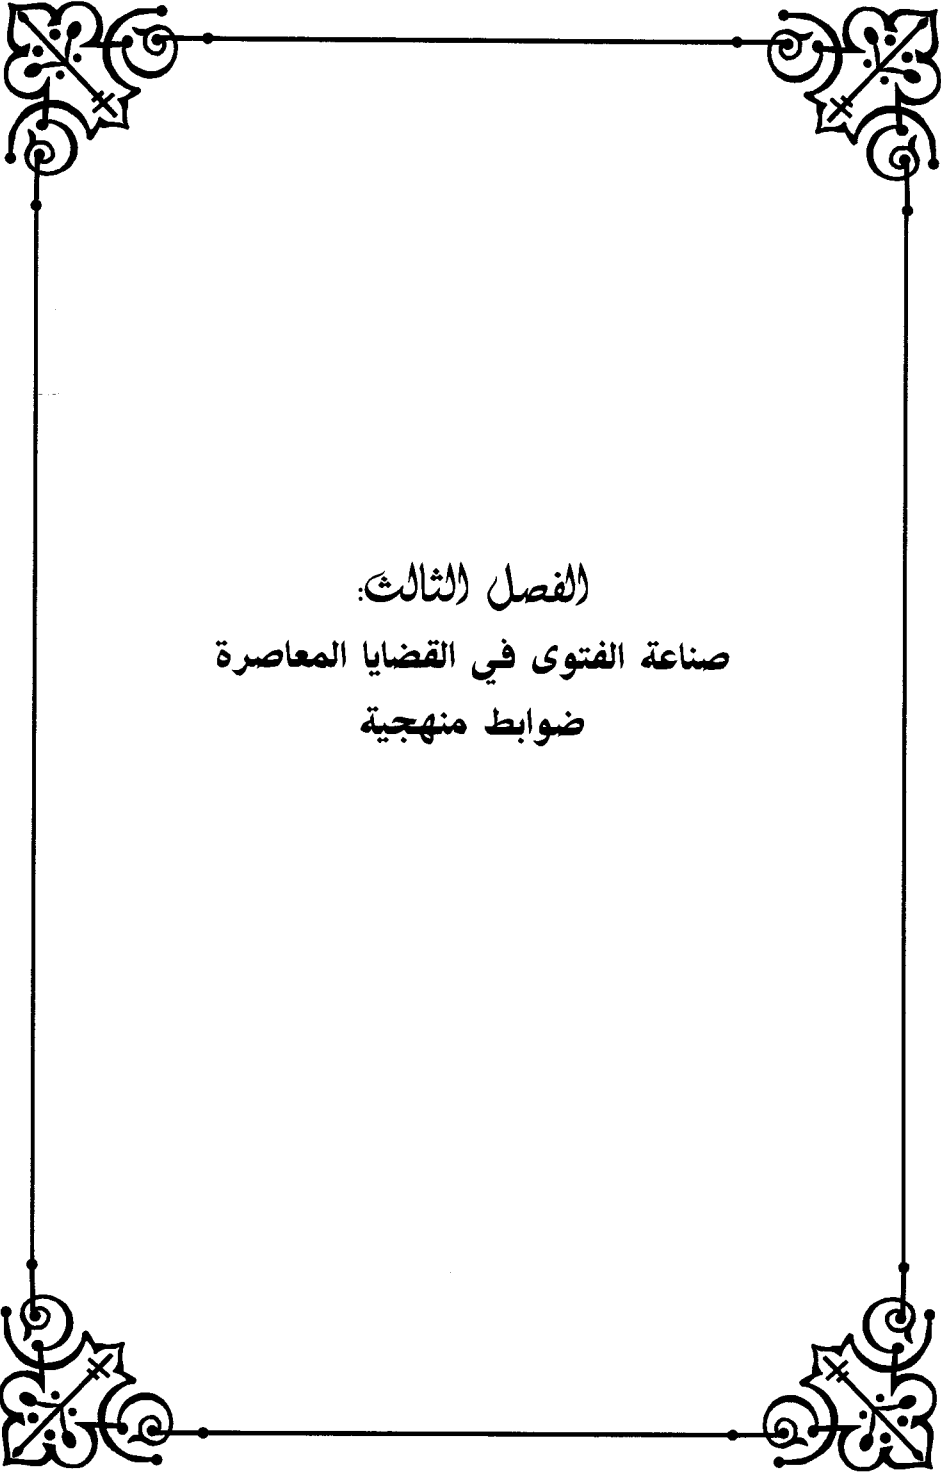 الفصل الثالث:
صناعة الفتوى في القضايا المعاصرة
ضوابط منهجية